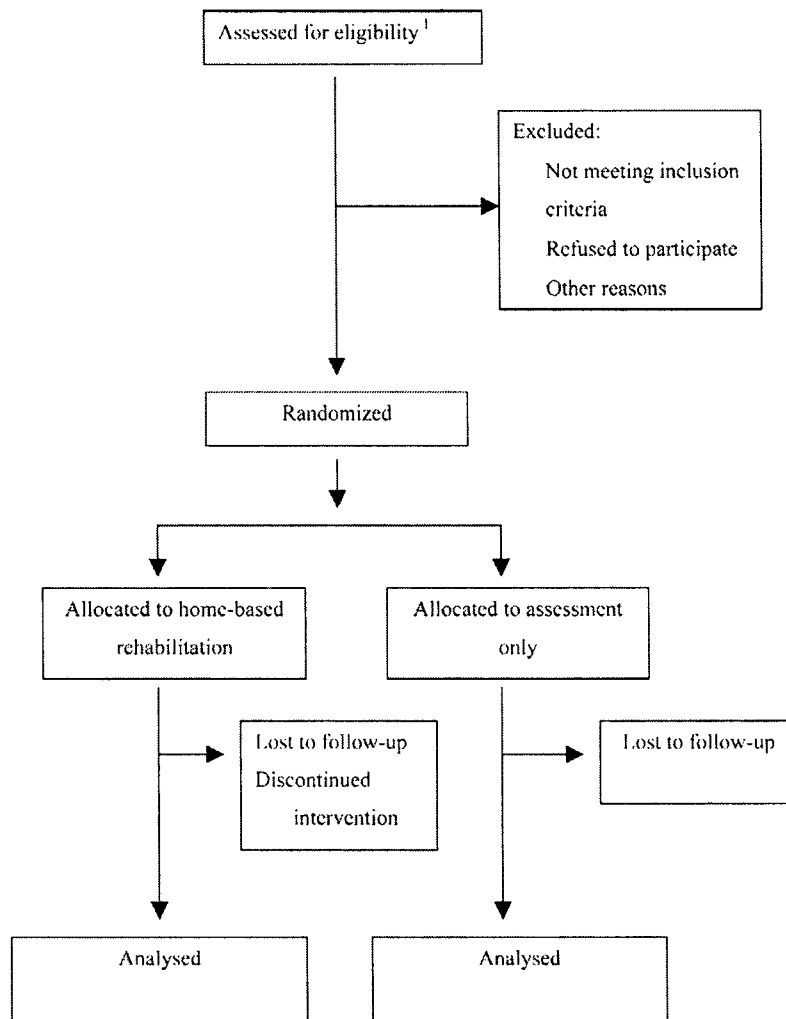 Assessed for eligibility 1
Excluded:
Not meeting inclusion
criteria
Refused to participate
Other reasons
Randomized
Allocated to home-based
rehabilitation
Allocated to assessment
only
Lost to follow-up
Discontinued
intervention
Lost to follow-up
Analysed
Analysed